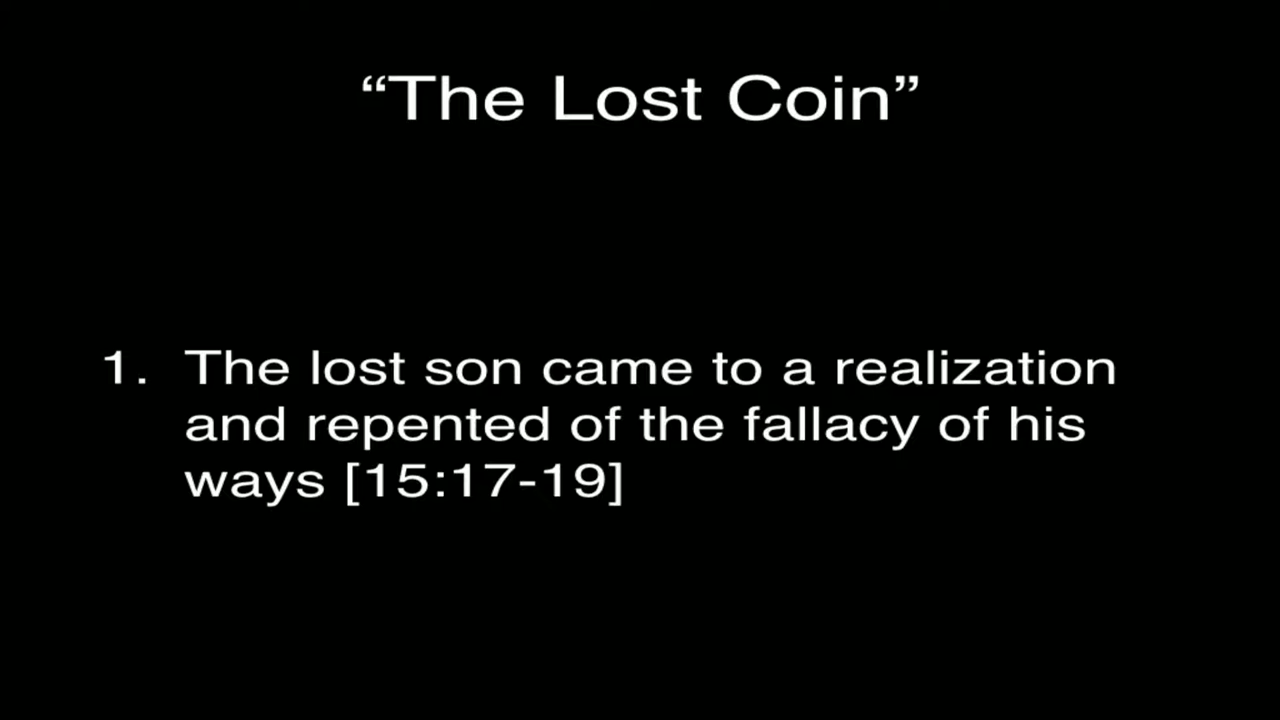 “The Lost Coin”
1. The lost son came to a realization
and repented of the fallacy of his
ways [15:17-19]